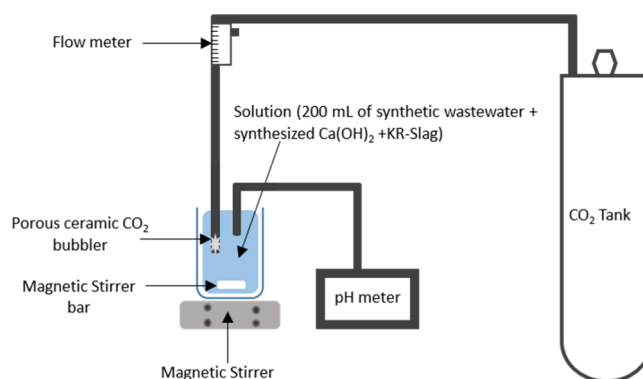 Flow meter
Solution (200 mL of synthetic wastewater +
synthesized Ca(OH)₂ +KR-Slag)
Porous ceramic CO₂
bubbler
CO₂ Tank
Magnetic Stirrer
bar
pH meter
Magnetic Stirrer